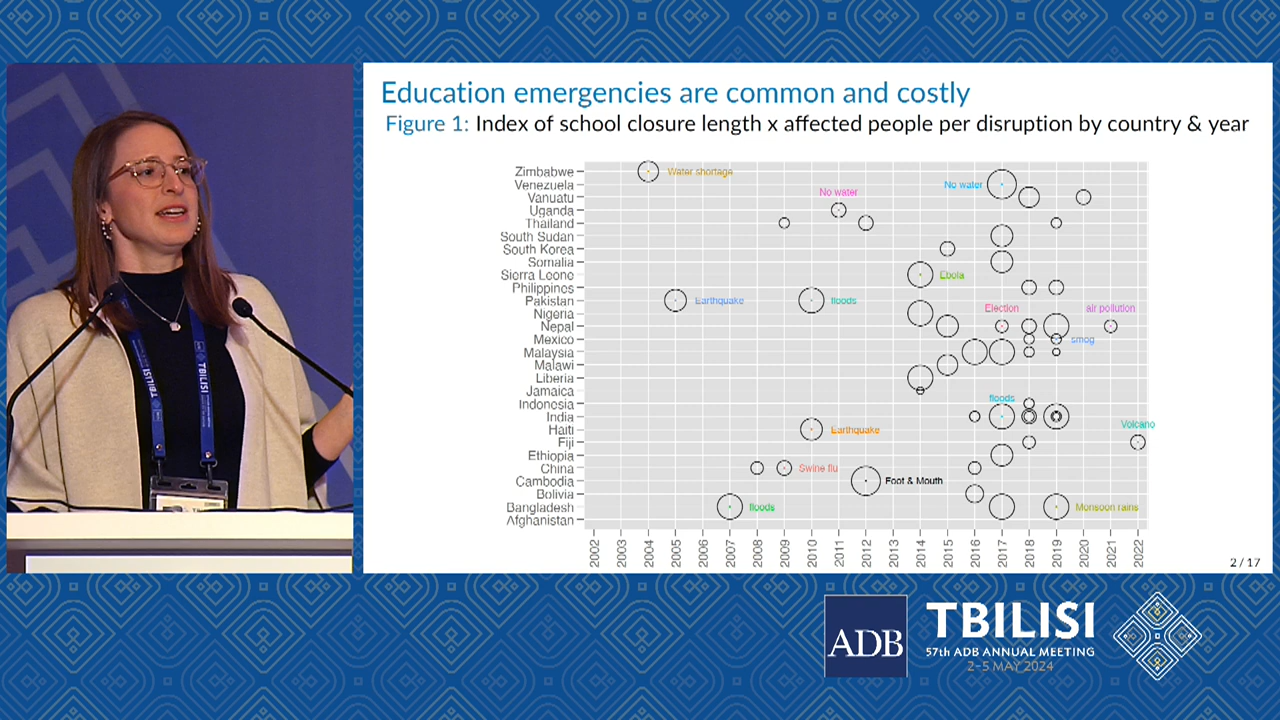 Education emergencies are common and costly
Figure 1: Index of school closure length x affected people per disruption by country & year
Zimbabwe
Water shortage
Venezuela
No water
Vanuatu
No water
Uganda
Thailand
South Sudan
South Korea
Somalia
Sierra Leone
Ebola
Philippines
Pakistan
Earthquake
floods
Nigeria
Election
air pollution
Nepal
Mexico
smog
Malaysia
Malawi
Liberia
Jamaica
floods
Indonesia
India
Volcano
Haiti
Earthquake
Fiji
Ethiopia
China
Swine flu
Cambodia
Foot & Mouth
Bolivia
Bangladesh
floods
Monsoon rains
Afghanistan
2002 2003 2004 2005 2006 2007 2008 2009 2010 2011 2012 2013 2014 2015 2016 2017 2018 2019 2020 2021 2022
2 / 17
TBILISI
TBILISI
ADB
TBILISI
57th ADB ANNUAL MEETING
2-5 MAY 2024